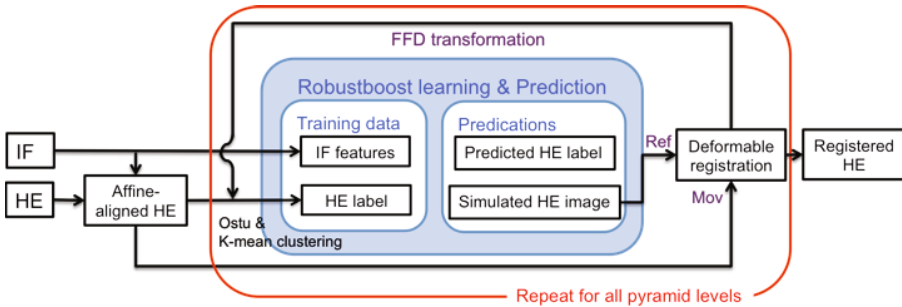 FFD transformation
Robustboost learning & Prediction
Training data
Predications
IF
IF features
Predicted HE label
Ref
Deformable
registration
Registered
HE
HE
Affine-
aligned HE
HE label
Simulated HE image
Mov
Ostu &
K-mean clustering
Repeat for all pyramid levels